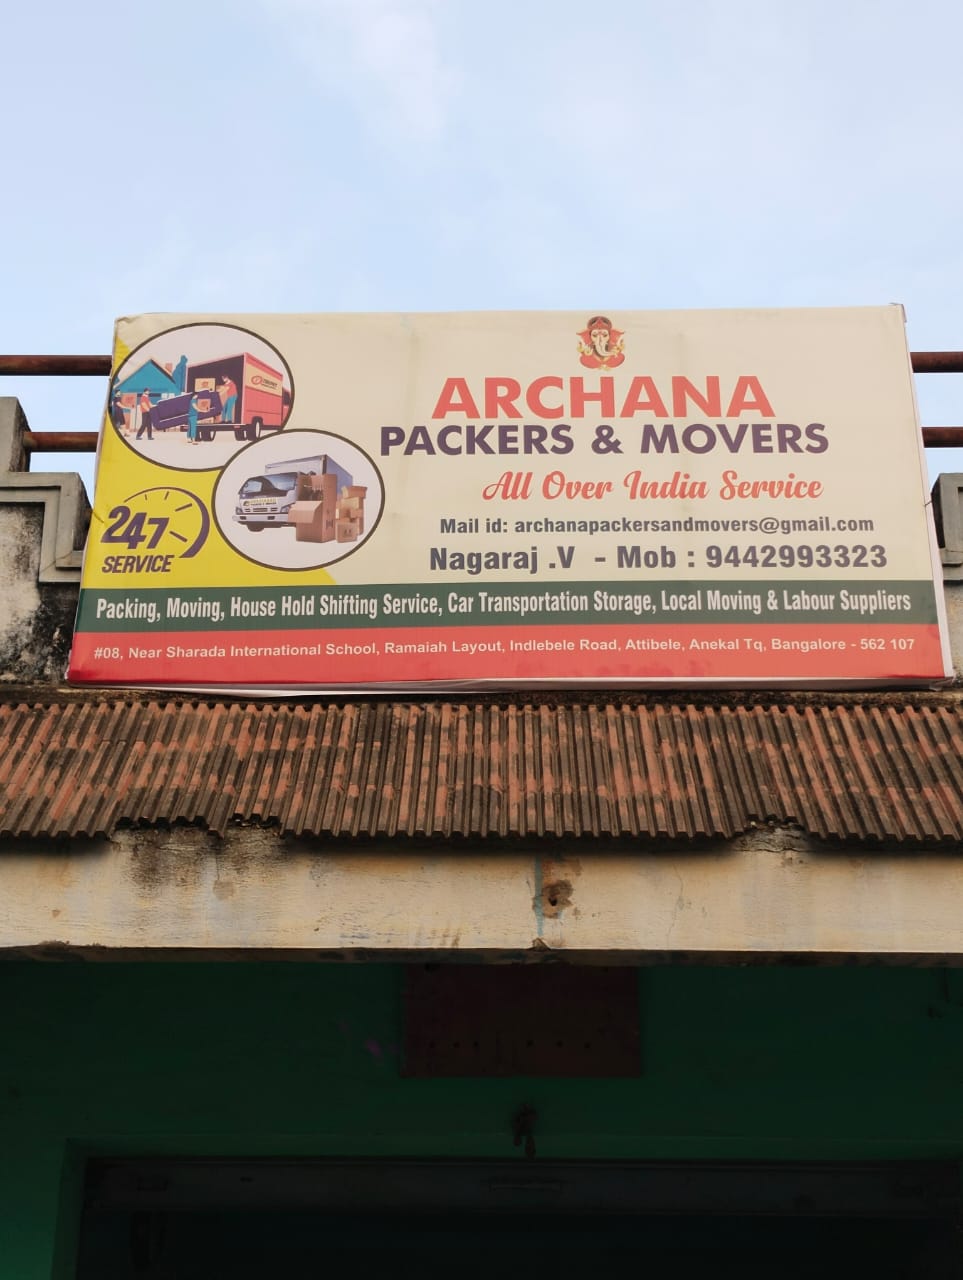 ARCHANA
PACKERS & MOVERS
All Over India Service
Mail id: archanapackersandmovers@gmail.com
Nagaraj .V - Mob : 9442993323
247
SERVICE
Packing, Moving, House Hold Shifting Service, Car Transportation Storage, Local Moving & Labour Suppliers
#08, Near Sharada International School, Ramaiah Layout, Indlebele Road, Attibele, Anekal Tq, Bangalore - 562 107